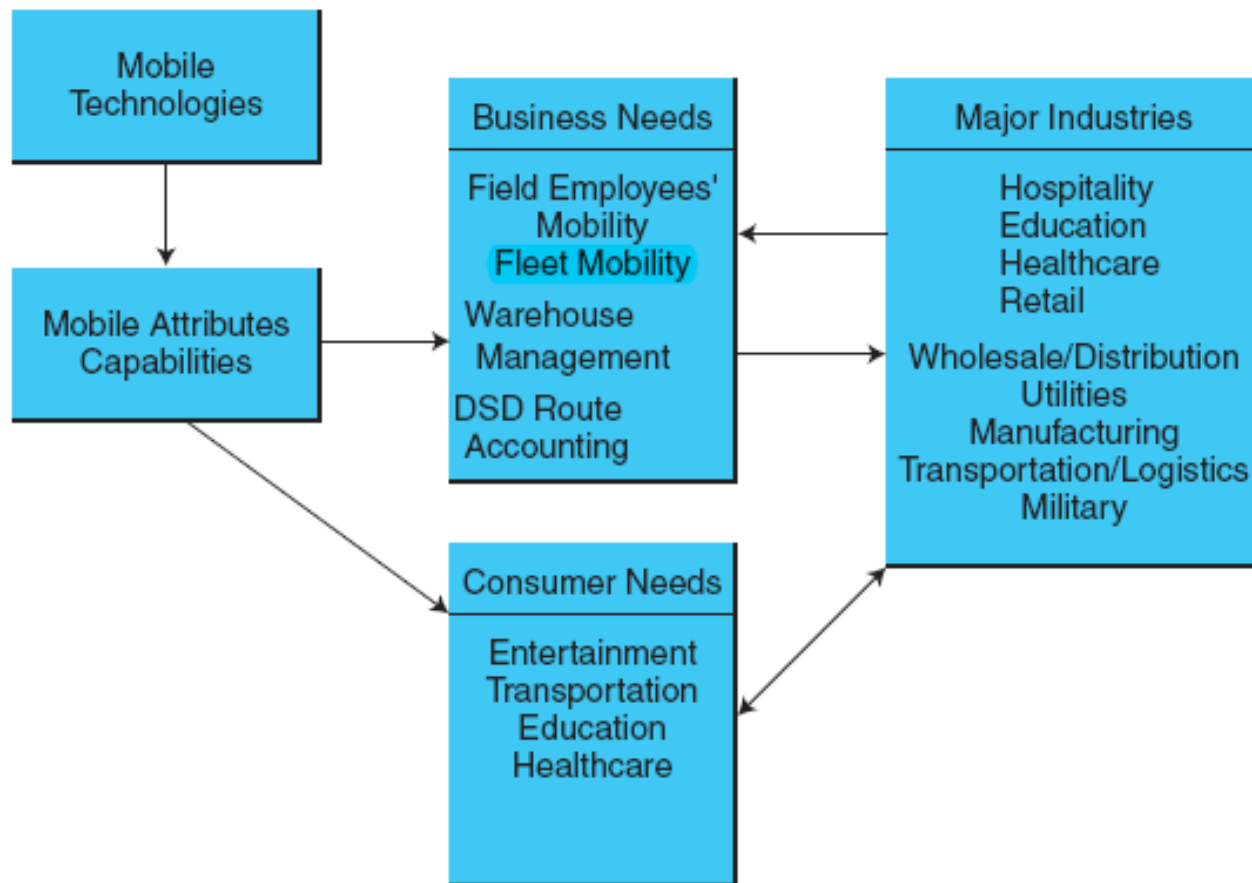 Mobile
Technologies
Mobile Attributes
Capabilities
Business Needs
Field Employees'
Mobility
Fleet Mobility
Warehouse
Management
DSD Route
Accounting
Consumer Needs
Entertainment
Transportation
Education
Healthcare
Major Industries
Hospitality
Education
Healthcare
Retail
Wholesale/Distribution
Utilities
Manufacturing
Transportation/Logistics
Military